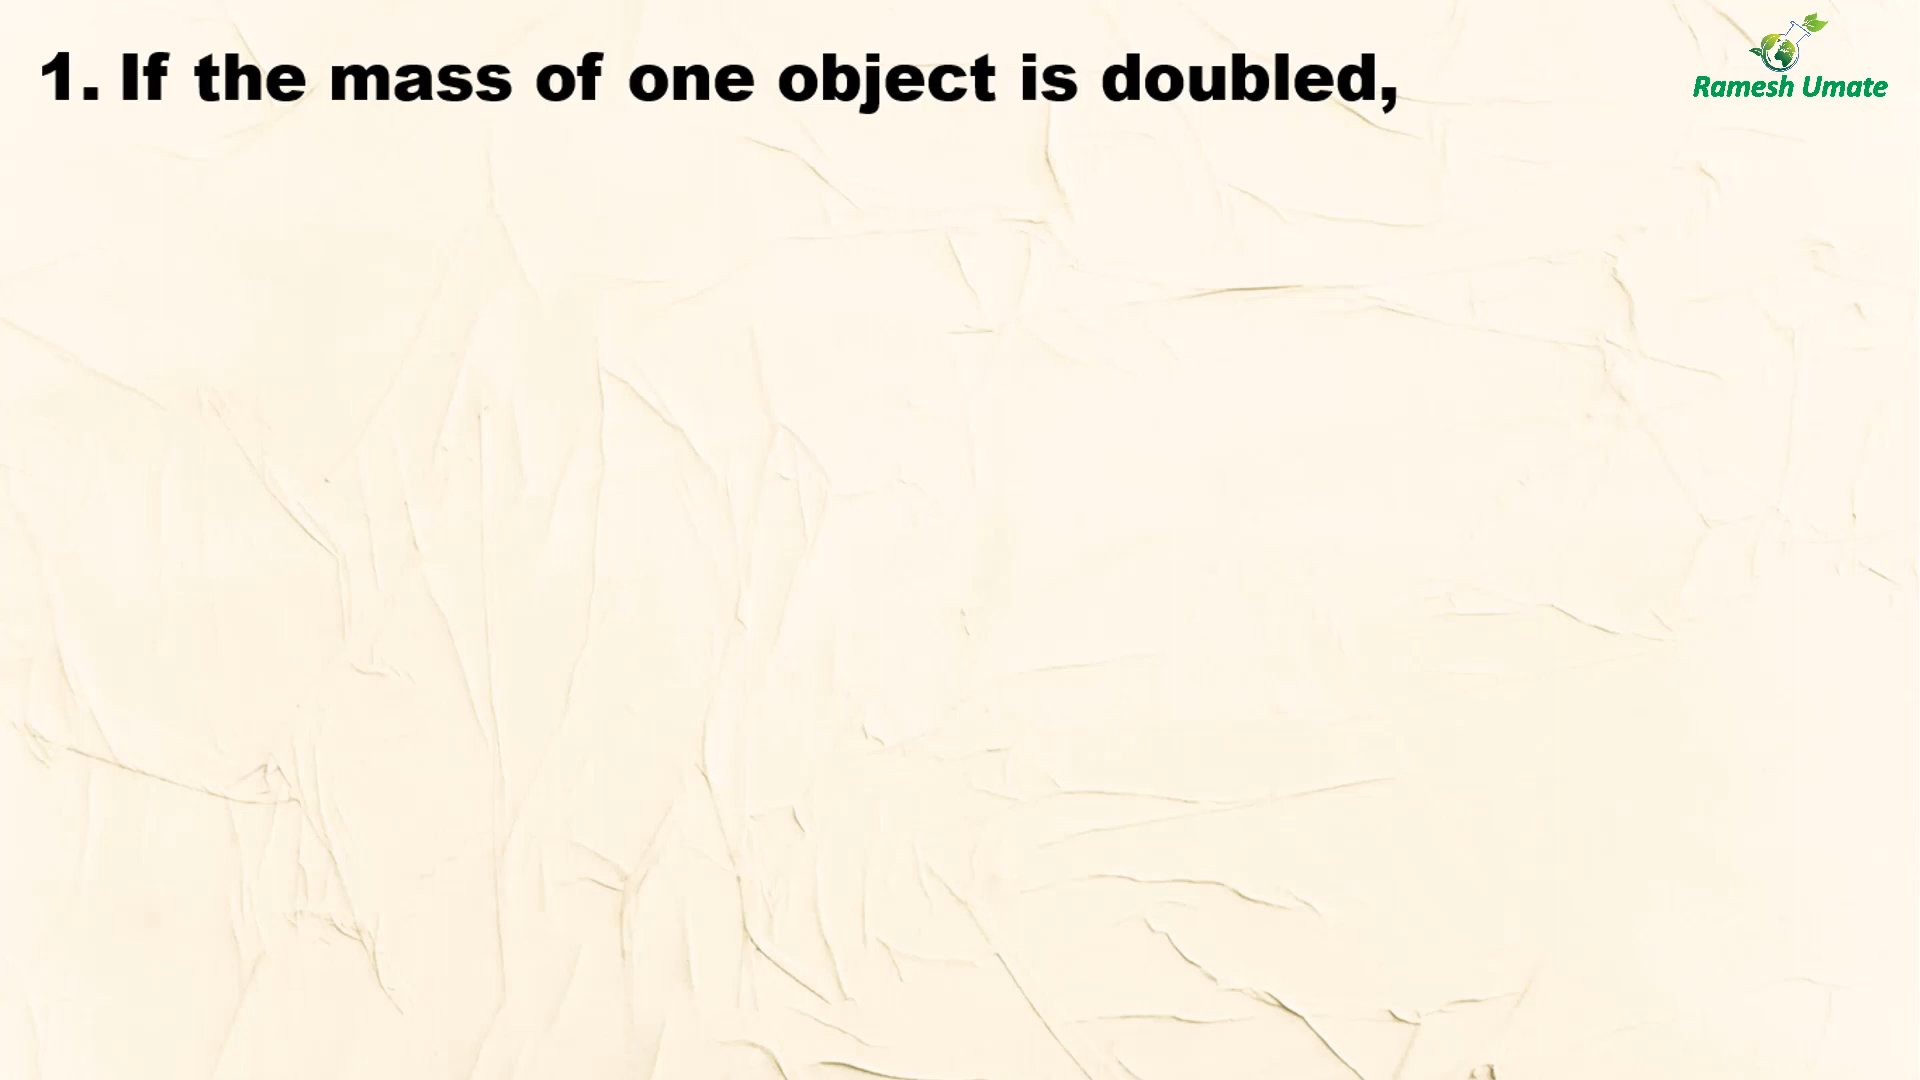 1. If the mass of one object is doubled,
Ramesh Umate